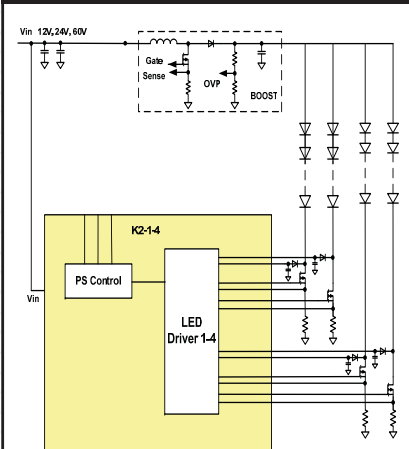 Vin 12V, 24V, 60V
Gate
Sense
OVP
BOOST
K2-1-4
PS Control
Vin
LED
Driver 1-4